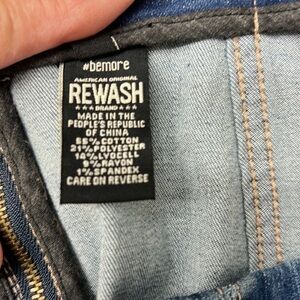 #bemore
AMERICAN ORIGINAL
REWASH
BRAND
MADE IN THE
PEOPLE'S REPUBLIC
OF CHINA
55% COTTON
21% POLYESTER
14% LYOCELL
9% RAYON
1% SPANDEX
CARE ON REVERSE